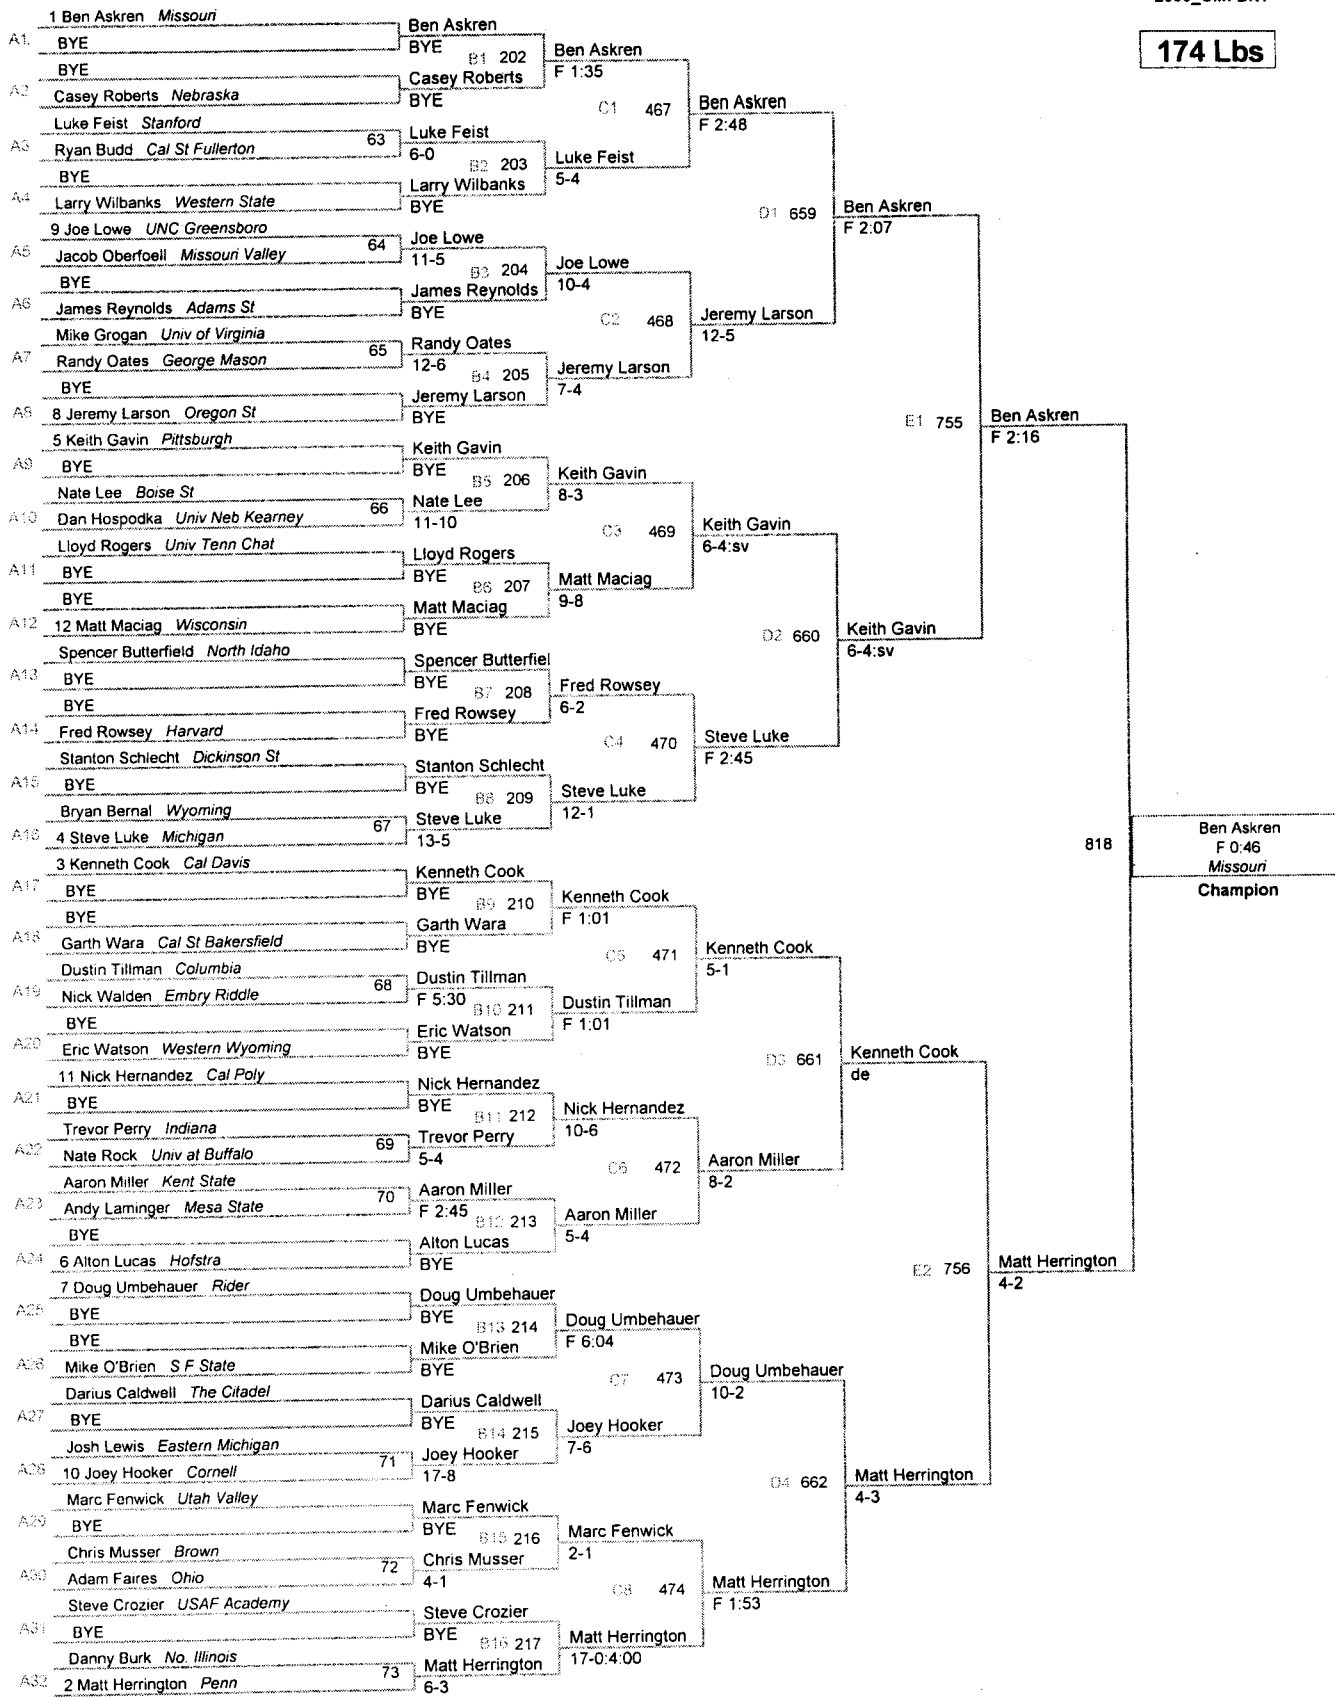 174 Lbs
1 Ben Askren Missouri
A1
BYE
BYE
A2
Casey Roberts Nebraska
Luke Feist Stanford
A3 63
Ryan Budd Cal St Fullerton
BYE
A4
Larry Wilbanks Western State
9 Joe Lowe UNC Greensboro
A5 64
Jacob Oberfoell Missouri Valley
BYE
A6
James Reynolds Adams St
Mike Grogan Univ of Virginia
A7 65
Randy Oates George Mason
BYE
A8
8 Jeremy Larson Oregon St
5 Keith Gavin Pittsburgh
A9
BYE
Nate Lee Boise St
A10 66
Dan Hospodka Univ Neb Kearney
Lloyd Rogers Univ Tenn Chat
A11
BYE
BYE
A12
12 Matt Maciag Wisconsin
Spencer Butterfield North Idaho
A13
BYE
BYE
A14
Fred Rowsey Harvard
Stanton Schlecht Dickinson St
A15
BYE
Bryan Bernal Wyoming
A16 67
4 Steve Luke Michigan
3 Kenneth Cook Cal Davis
A17
BYE
BYE
A18
Garth Wara Cal St Bakersfield
Dustin Tillman Columbia
A19 68
Nick Walden Embry Riddle
BYE
A20
Eric Watson Western Wyoming
11 Nick Hernandez Cal Poly
A21
BYE
Trevor Perry Indiana
A22 69
Nate Rock Univ at Buffalo
Aaron Miller Kent State
A23 70
Andy Laminger Mesa State
BYE
A24
6 Alton Lucas Hofstra
7 Doug Umbehauer Rider
A25
BYE
BYE
A26
Mike O'Brien S F State
Darius Caldwell The Citadel
A27
BYE
Josh Lewis Eastern Michigan
A28 71
10 Joey Hooker Cornell
Marc Fenwick Utah Valley
A29
BYE
Chris Musser Brown
A30 72
Adam Faires Ohio
Steve Crozier USAF Academy
A31
BYE
Danny Burk No. Illinois
A32 73
2 Matt Herrington Penn
Ben Askren
BYE
B1 202
Casey Roberts
BYE
Luke Feist
6-0
B2 203
Larry Wilbanks
BYE
Joe Lowe
11-5
B3 204
James Reynolds
BYE
Randy Oates
12-6
B4 205
Jeremy Larson
BYE
Keith Gavin
BYE
B5 206
Nate Lee
11-10
Lloyd Rogers
BYE
B6 207
Matt Maciag
BYE
Spencer Butterfiel
BYE
B7 208
Fred Rowsey
BYE
Stanton Schlecht
BYE
B8 209
Steve Luke
13-5
Kenneth Cook
BYE
B9 210
Garth Wara
BYE
Dustin Tillman
F 5:30
B10 211
Eric Watson
BYE
Nick Hernandez
BYE
B11 212
Trevor Perry
5-4
Aaron Miller
F 2:45
B12 213
Alton Lucas
BYE
Doug Umbehauer
BYE
B13 214
Mike O'Brien
BYE
Darius Caldwell
BYE
B14 215
Joey Hooker
17-8
Marc Fenwick
BYE
B15 216
Chris Musser
4-1
Steve Crozier
BYE
B16 217
Matt Herrington
6-3
Ben Askren
F 1:35
C1 467
Luke Feist
5-4
Joe Lowe
10-4
C2 468
Jeremy Larson
7-4
Keith Gavin
8-3
C3 469
Matt Maciag
9-8
Fred Rowsey
6-2
C4 470
Steve Luke
12-1
Kenneth Cook
F 1:01
C5 471
Dustin Tillman
F 1:01
Nick Hernandez
10-6
C6 472
Aaron Miller
5-4
Doug Umbehauer
F 6:04
C7 473
Joey Hooker
7-6
Marc Fenwick
2-1
C8 474
Matt Herrington
17-0:4:00
Ben Askren
F 2:48
D1 659
Jeremy Larson
12-5
Keith Gavin
6-4:sv
D2 660
Steve Luke
F 2:45
Kenneth Cook
5-1
D3 661
Aaron Miller
8-2
Doug Umbehauer
10-2
D4 662
Matt Herrington
F 1:53
Ben Askren
F 2:07
E1 755
Keith Gavin
6-4:sv
Kenneth Cook
de
E2 756
Matt Herrington
4-3
Ben Askren
F 2:16
818
Matt Herrington
4-2
Ben Askren
F 0:46
Missouri
Champion